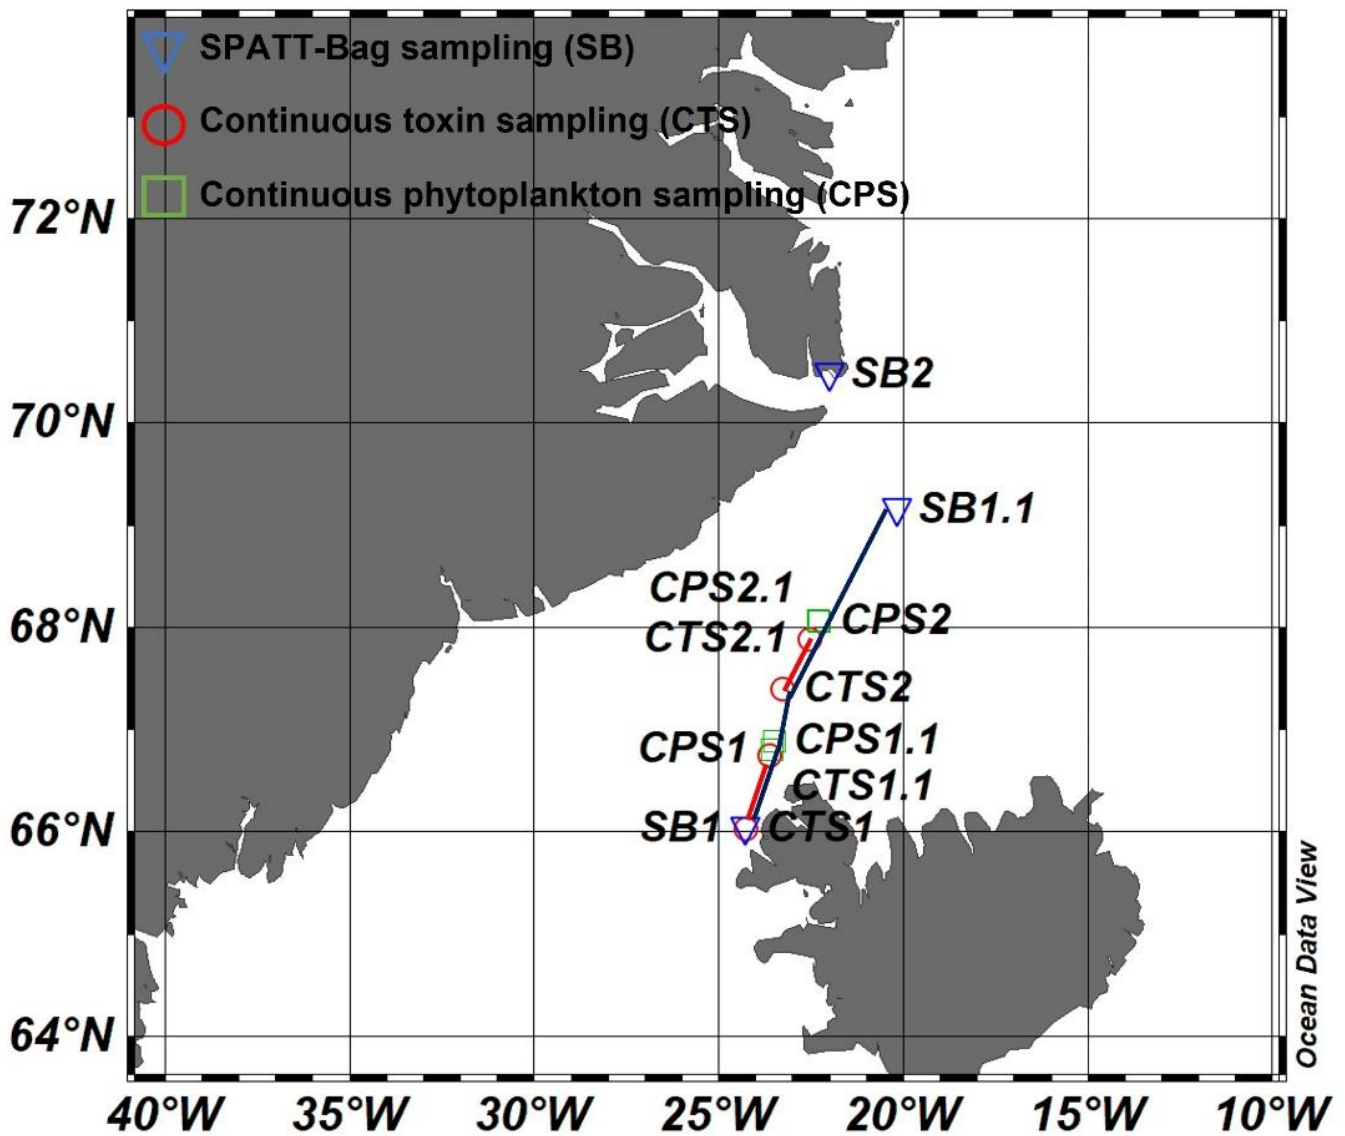 SPATT-Bag sampling (SB)
Continuous toxin sampling (CTS)
Continuous phytoplankton sampling (CPS)
72°N
SB2
70°N
SB1.1
CPS2.1
68°N
CPS2
CTS2.1
CTS2
CPS1
CPS1.1
CTS1.1
66°N
SB1
CTS1
64°N
Ocean Data View
40°W
35°W
30°W
25°W
20°W
15°W
10°W